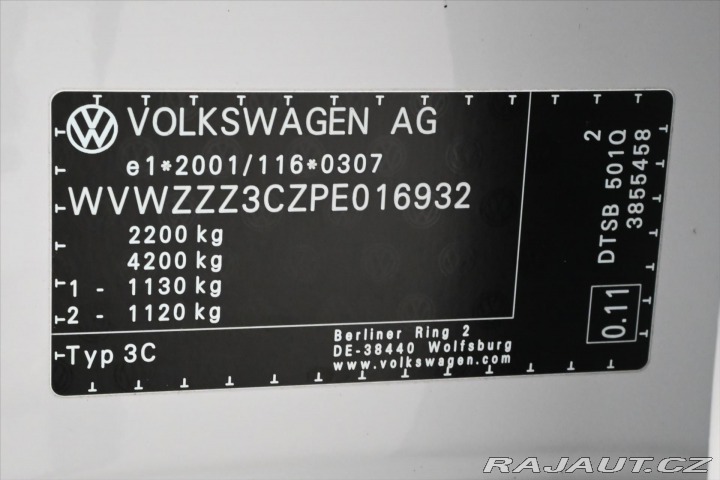 VOLKSWAGEN AG
e1*2001/116*0307
WVWZZZ3CZPE016932
2200 kg
4200 kg
1 - 1130 kg
2 - 1120 kg
Typ 3C
Berliner Ring 2
DE-38440 Wolfsburg
www.volkswagen.com
0.11
DTSB 501Q
2
3855458
RAJAUT.CZ